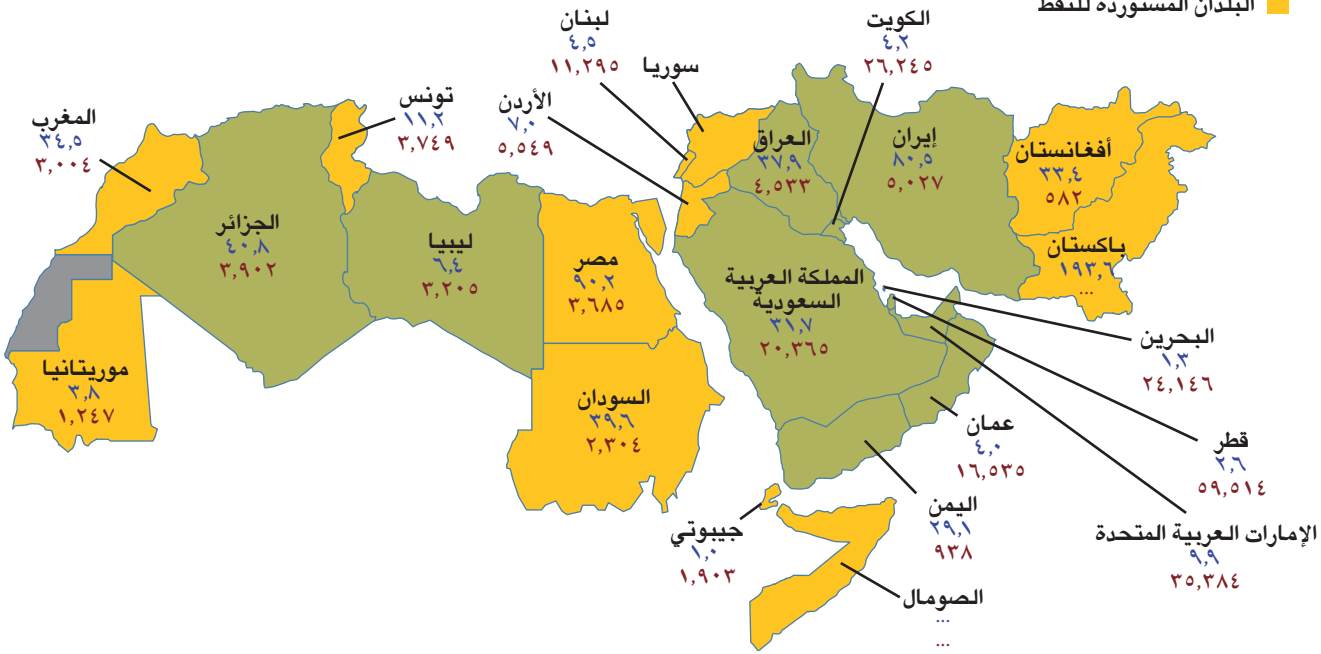 البلدان المستوردة للنفط
الكويت
٤,٢
٢٦,٢٤٥
لبنان
٤,٥
١١,٢٩٥
سوريا
الأردن
٧,٠
٥,٥٤٩
تونس
١١,٢
٣,٧٤٩
المغرب
٣٤,٥
٣,٠٠٤
العراق
٣٧,٩
٤,٥٣٣
إيران
٨٠,٥
٥,٠٢٧
أفغانستان
٣٣,٤
٥٨٢
باكستان
١٩٣,٦
...
الجزائر
٤٠,٨
٣,٩٠٢
ليبيا
٦,٤
٣,٢٠٥
مصر
٩٠,٢
٣,٦٨٥
المملكة العربية
السعودية
٣١,٧
٢٠,٣٦٥
البحرين
١,٣
٢٤,١٤٦
موريتانيا
٣,٨
١,٢٤٧
السودان
٣٩,٦
٢,٣٠٤
عمان
٤,٠
١٦,٥٣٥
قطر
٢,٦
٥٩,٥١٤
اليمن
٢٩,١
٩٣٨
الإمارات العربية المتحدة
٩,٩
٣٥,٣٨٤
جيبوتي
١,٠
١,٩٠٣
الصومال
...
...